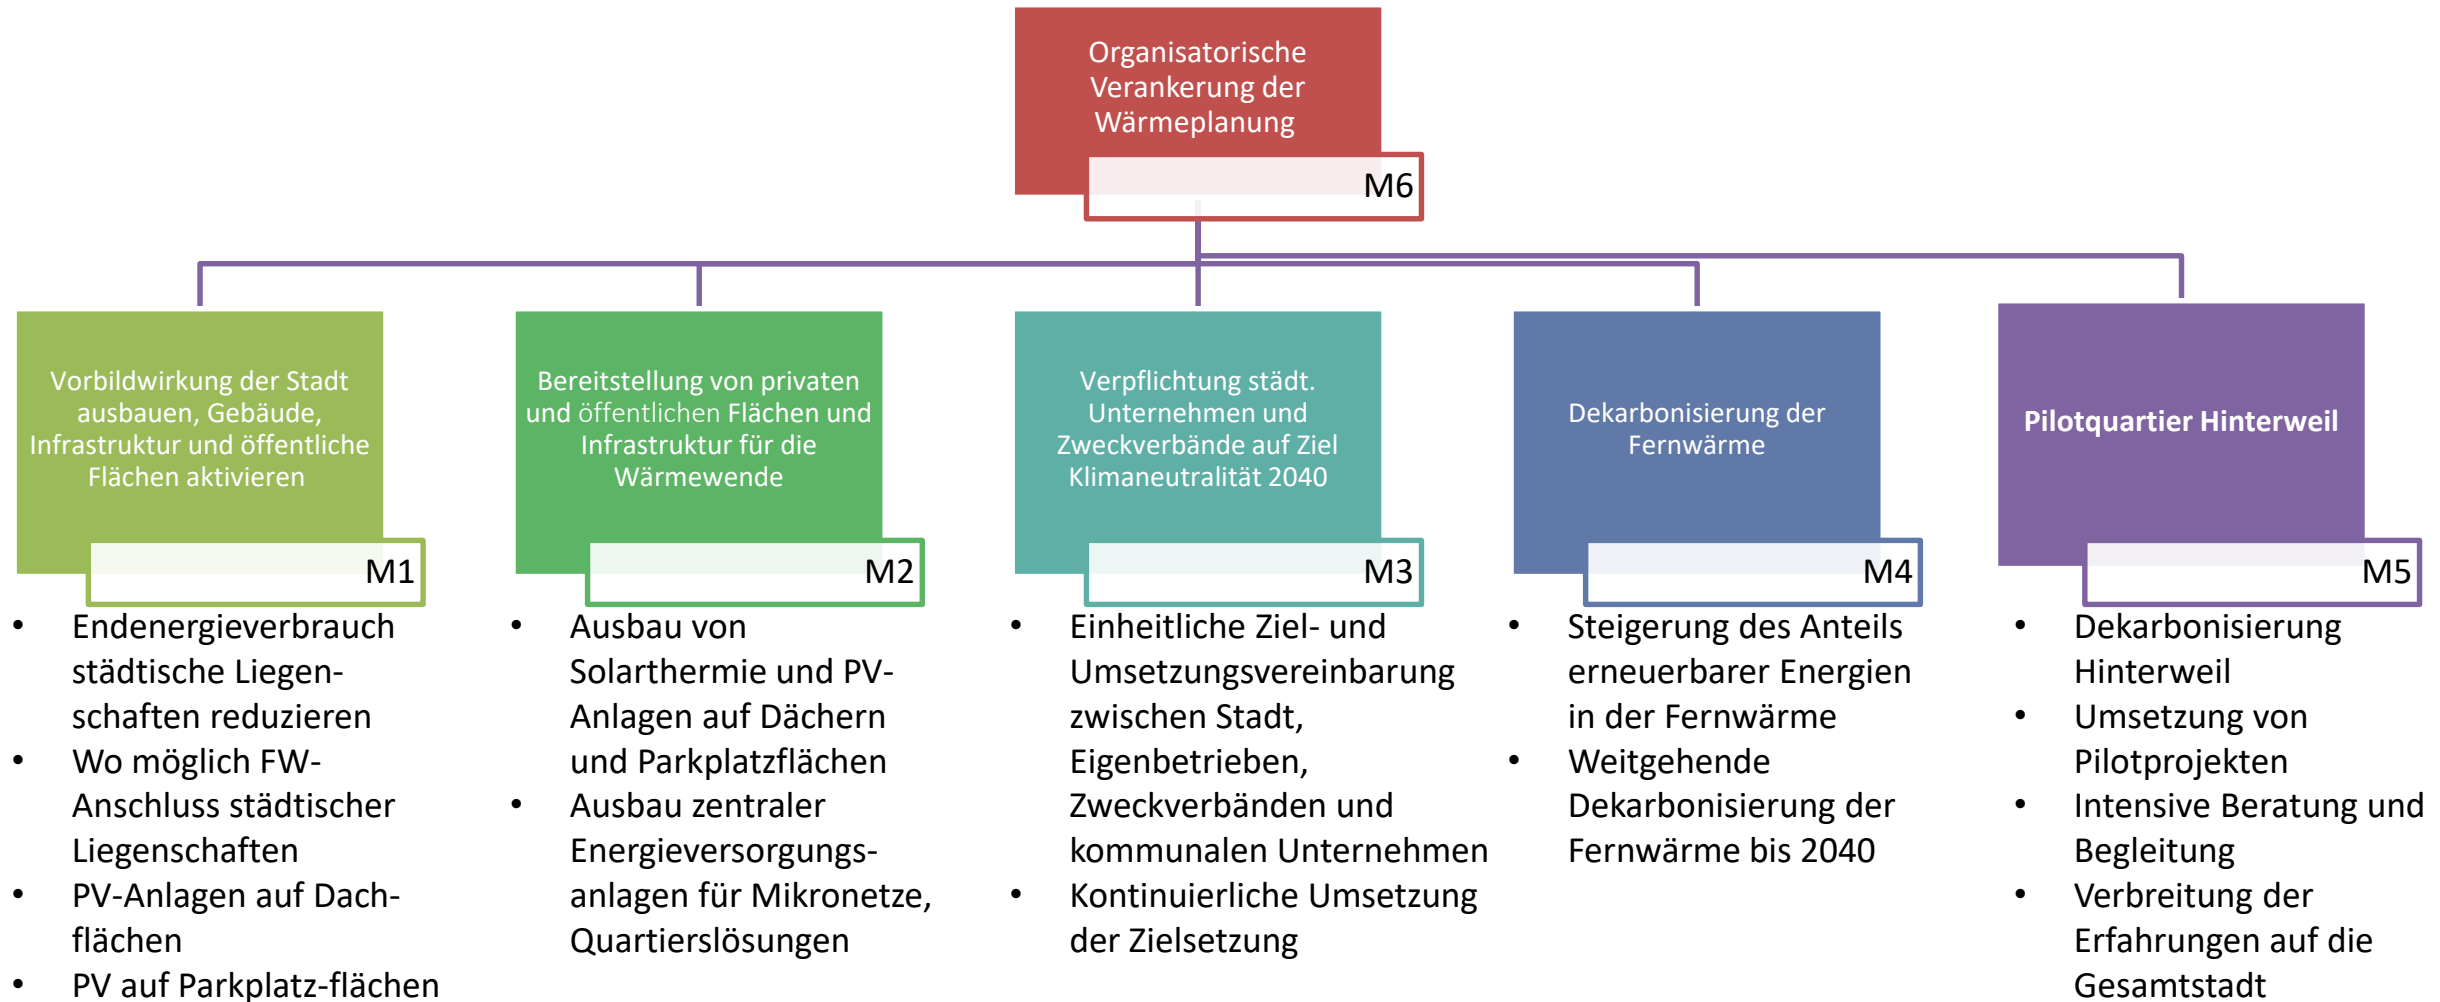 Organisatorische
Verankerung der
Wärmeplanung
M6
Vorbildwirkung der Stadt
ausbauen, Gebäude,
Infrastruktur und öffentliche
Flächen aktivieren
M1
• Endenergieverbrauch
städtische Liegen-
schaften reduzieren
• Wo möglich FW-
Anschluss städtischer
Liegenschaften
• PV-Anlagen auf Dach-
flächen
• PV auf Parkplatz-flächen
Bereitstellung von privaten
und öffentlichen Flächen und
Infrastruktur für die
Wärmewende
M2
• Ausbau von
Solarthermie und PV-
Anlagen auf Dächern
und Parkplatzflächen
• Ausbau zentraler
Energieversorgungs-
anlagen für Mikronetze,
Quartierslösungen
Verpflichtung städt.
Unternehmen und
Zweckverbände auf Ziel
Klimaneutralität 2040
M3
• Einheitliche Ziel- und
Umsetzungsvereinbarung
zwischen Stadt,
Eigenbetrieben,
Zweckverbänden und
kommunalen Unternehmen
• Kontinuierliche Umsetzung
der Zielsetzung
Dekarbonisierung der
Fernwärme
M4
• Steigerung des Anteils
erneuerbarer Energien
in der Fernwärme
• Weitgehende
Dekarbonisierung der
Fernwärme bis 2040
Pilotquartier Hinterweil
M5
• Dekarbonisierung
Hinterweil
• Umsetzung von
Pilotprojekten
• Intensive Beratung und
Begleitung
• Verbreitung der
Erfahrungen auf die
Gesamtstadt